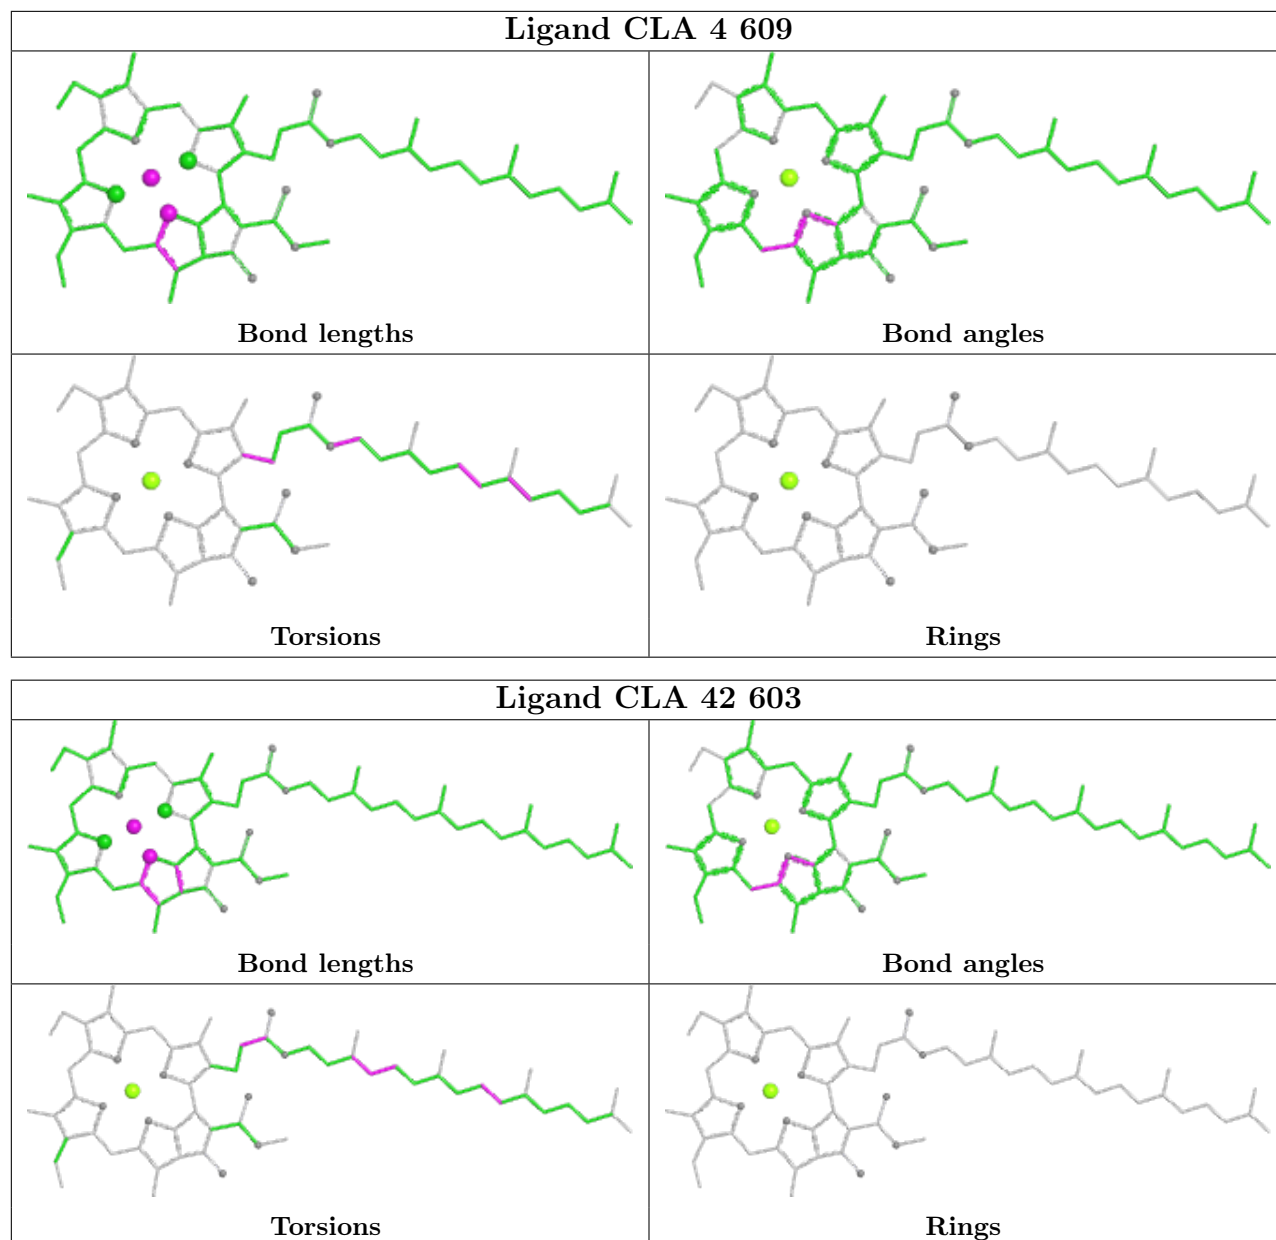 Ligand CLA 4 609
Bond lengths
Bond angles
Torsions
Rings
Ligand CLA 42 603
Bond lengths
Bond angles
Torsions
Rings